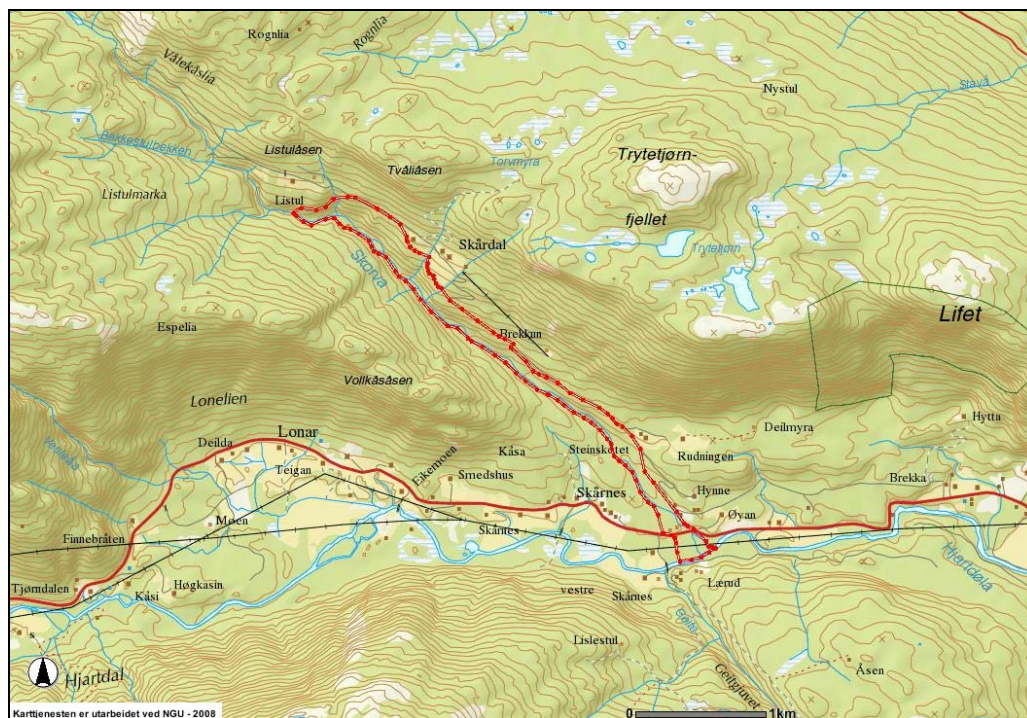 Rognlia
Rognlia
Vålekåslia
Nystul
Stavå
Bekkestulbekken
Listulåsen
Tvåliåsen
Torvmyra
Trytetjørn-
Listulmarka
Listul
fjellet
Skårdal
Trytetjørn
Skorva
Lifet
Espelia
Brekkun
Vollkåsåsen
Lonelien
Hytta
Deilmyra
Lonar
Deilda
Steinskotet
Kåsa
Rudningen
Teigan
Eikemoen
Smedshus
Brekka
Skårnes
Hynne
Øyan
Moen
Skårnes
Finnebråten
Hjartdøla
Tjørndalen
Høgkasin
Kåsi
Lærud
vestre
Skårnes
Lislestul
Åsen
Geitgjuvet
Hjartdal
Karttjenesten er utarbeidet ved NGU - 2008
0 1km